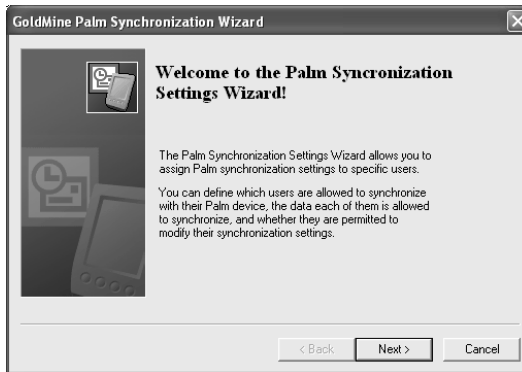 GoldMine Palm Synchronization Wizard
Welcome to the Palm Syncronization
Settings Wizard!
The Palm Synchronization Settings Wizard allows you to
assign Palm synchronization settings to specific users.
You can define which users are allowed to synchronize
with their Palm device, the data each of them is allowed
to synchronize, and whether they are permitted to
modify their synchronization settings.
< Back Next > Cancel